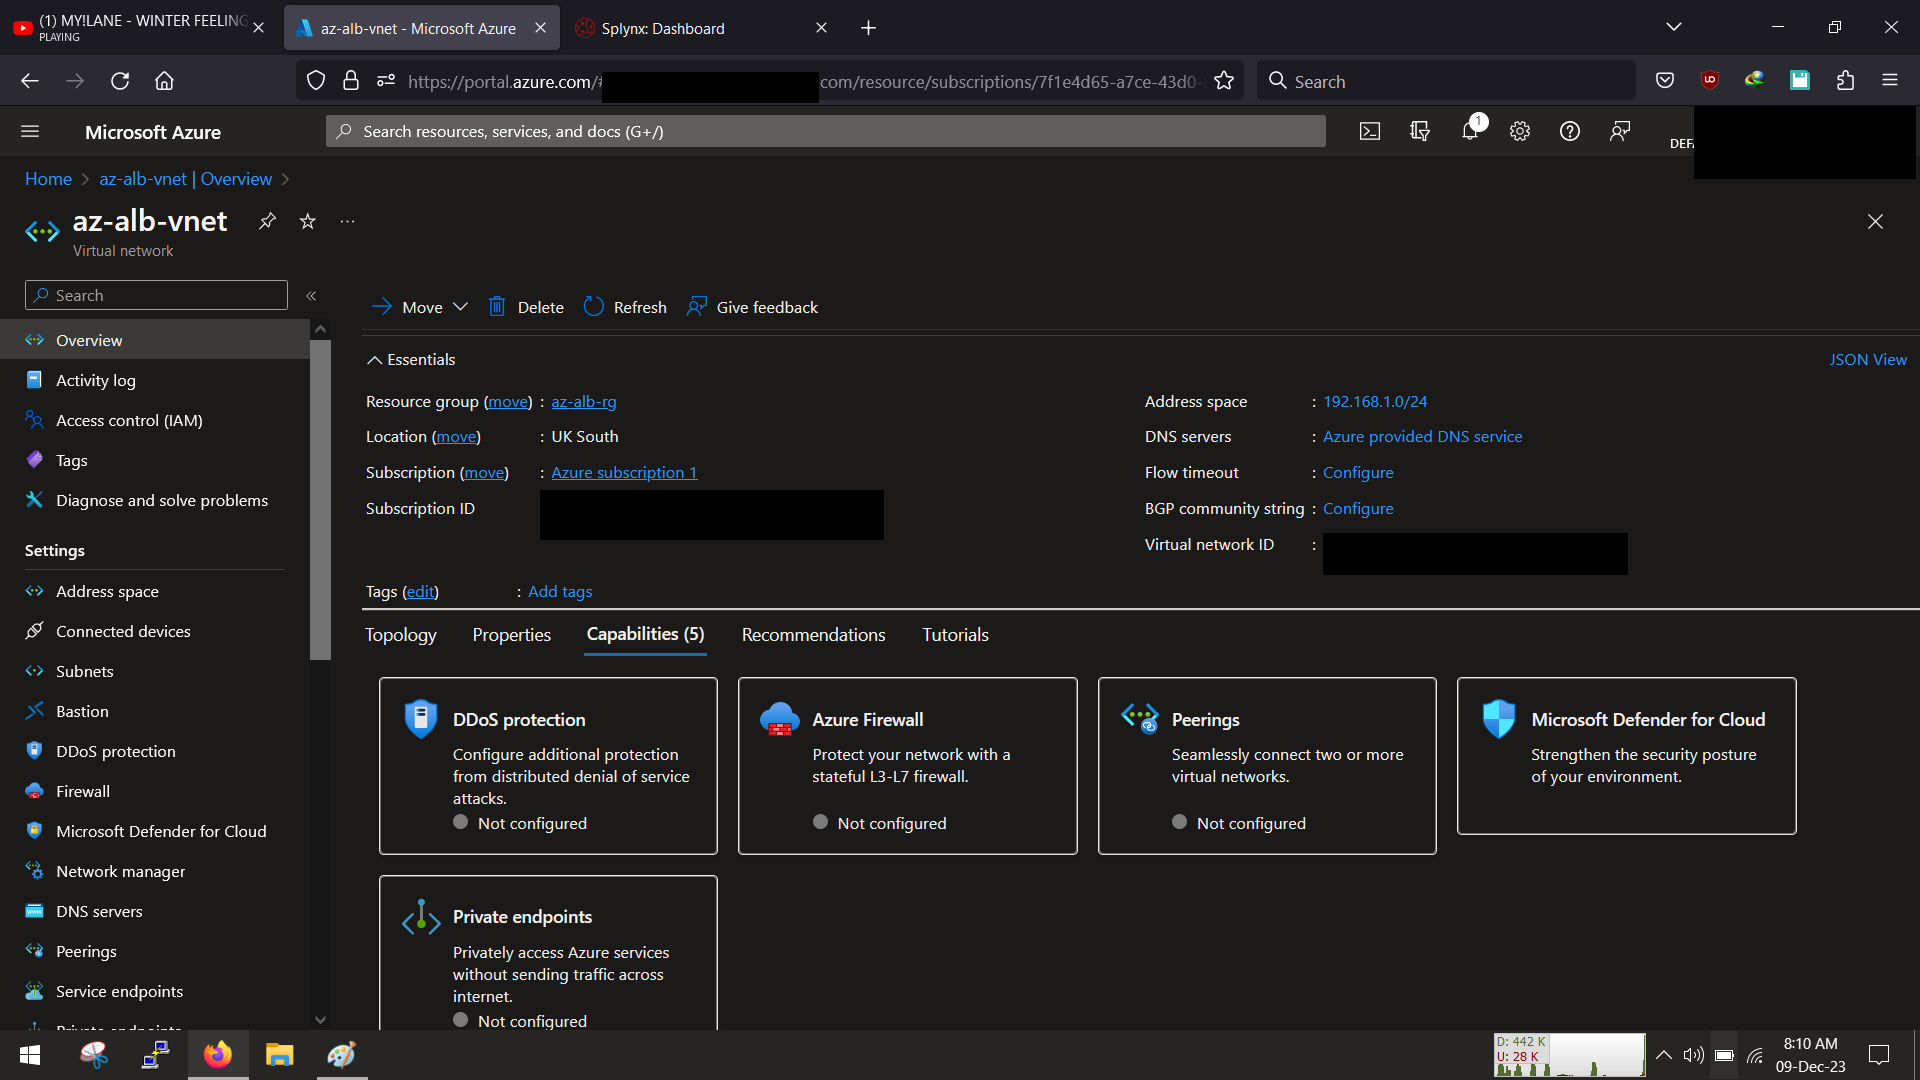 (1) MY!LANE - WINTER FEELING
PLAYING
az-alb-vnet - Microsoft Azure
Splynx: Dashboard
https://portal.azure.com/#
com/resource/subscriptions/7f1e4d65-a7ce-43d0-
Search
Microsoft Azure
Search resources, services, and docs (G+/)
1
DEFA
Home > az-alb-vnet | Overview >
az-alb-vnet
Virtual network
Search
Overview
Activity log
Access control (IAM)
Tags
Diagnose and solve problems
Settings
Address space
Connected devices
Subnets
Bastion
DDoS protection
Firewall
Microsoft Defender for Cloud
Network manager
DNS servers
Peerings
Service endpoints
Private endpoints
Move
Delete
Refresh
Give feedback
Essentials
JSON View
Resource group (move) : az-alb-rg
Location (move) : UK South
Subscription (move) : Azure subscription 1
Subscription ID
Address space : 192.168.1.0/24
DNS servers : Azure provided DNS service
Flow timeout : Configure
BGP community string : Configure
Virtual network ID :
Tags (edit) : Add tags
Topology
Properties
Capabilities (5)
Recommendations
Tutorials
DDoS protection
Configure additional protection
from distributed denial of service
attacks.
Not configured
Azure Firewall
Protect your network with a
stateful L3-L7 firewall.
Not configured
Peerings
Seamlessly connect two or more
virtual networks.
Not configured
Microsoft Defender for Cloud
Strengthen the security posture
of your environment.
Private endpoints
Privately access Azure services
without sending traffic across
internet.
Not configured
D: 442 K
U: 28 K
8:10 AM
09-Dec-23